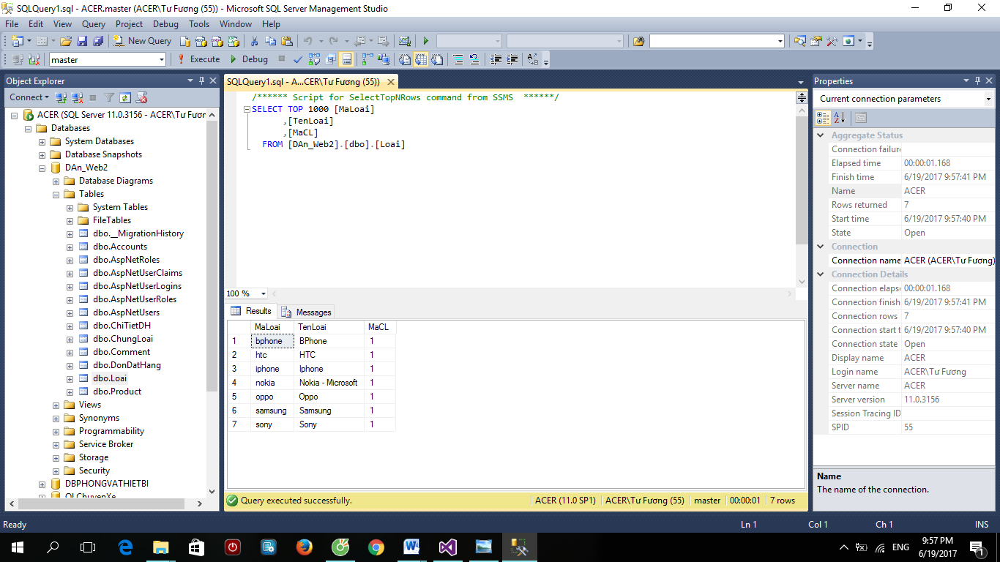 SQLQuery1.sql - ACER.master (ACER\Tư Fương (55)) - Microsoft SQL Server Management Studio
File Edit View Query Project Debug Tools Window Help
New Query
master Execute Debug
Object Explorer
Connect
ACER (SQL Server 11.0.3156 - ACER\Tư Fươn
Databases
System Databases
Database Snapshots
DAn_Web2
Database Diagrams
Tables
System Tables
FileTables
dbo.__MigrationHistory
dbo.Accounts
dbo.AspNetRoles
dbo.AspNetUserClaims
dbo.AspNetUserLogins
dbo.AspNetUserRoles
dbo.AspNetUsers
dbo.ChiTietDH
dbo.ChungLoai
dbo.Comment
dbo.DonDatHang
dbo.Loai
dbo.Product
Views
Synonyms
Programmability
Service Broker
Storage
Security
DBPHONGVATHIETBI
QLChuyenXe
SQLQuery1.sql - A...CER\Tư Fương (55))
/****** Script for SelectTopNRows command from SSMS  ******/
SELECT TOP 1000 [MaLoai]
,[TenLoai]
,[MaCL]
FROM [DAn_Web2].[dbo].[Loai]
100 %
Results Messages
MaLoai TenLoai MaCL
1 bphone BPhone 1
2 htc HTC 1
3 iphone Iphone 1
4 nokia Nokia - Microsoft 1
5 oppo Oppo 1
6 samsung Samsung 1
7 sony Sony 1
Query executed successfully. ACER (11.0 SP1) ACER\Tư Fương (55) master 00:00:01 7 rows
Properties
Current connection parameters
Aggregate Status
Connection failure
Elapsed time 00:00:01.168
Finish time 6/19/2017 9:57:41 PM
Name ACER
Rows returned 7
Start time 6/19/2017 9:57:40 PM
State Open
Connection
Connection name ACER (ACER\Tư Fương)
Connection Details
Connection elapse 00:00:01.168
Connection finish 6/19/2017 9:57:41 PM
Connection rows 7
Connection start t 6/19/2017 9:57:40 PM
Connection state Open
Display name ACER
Login name ACER\Tư Fương
Server name ACER
Server version 11.0.3156
Session Tracing ID
SPID 55
Name
The name of the connection.
Ready Ln 1 Col 1 Ch 1 INS
ENG 9:57 PM
6/19/2017
1